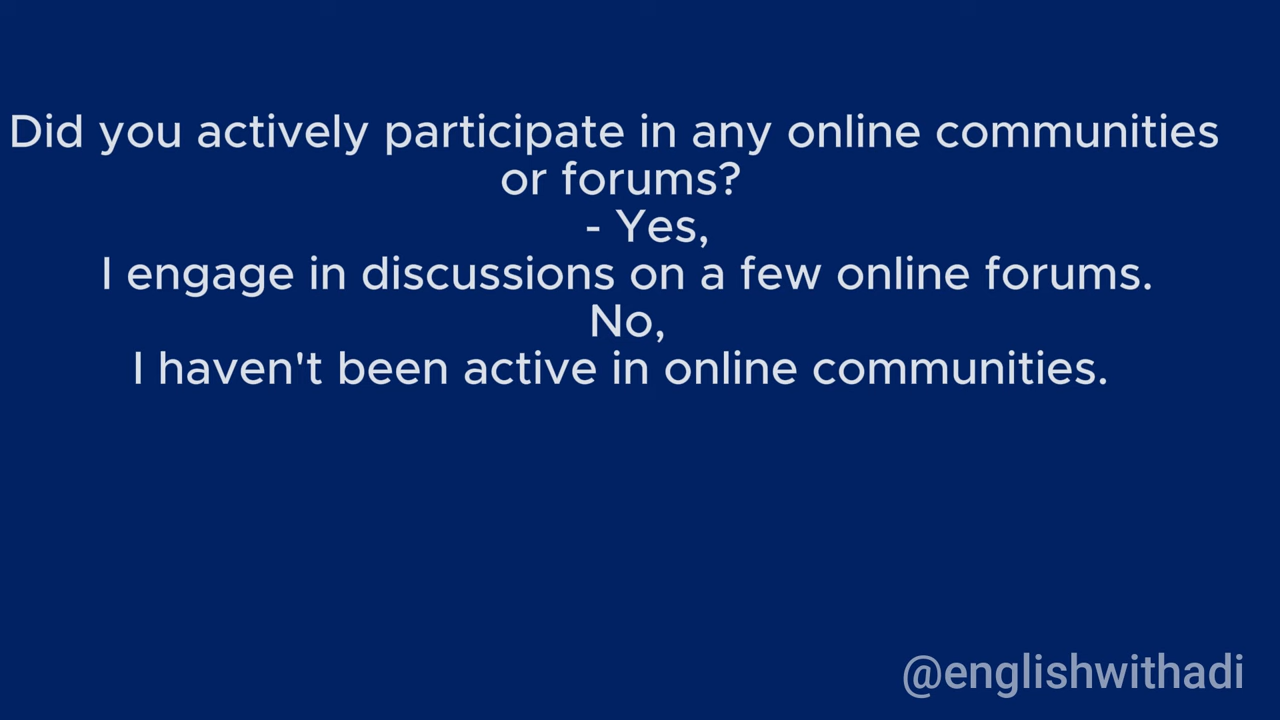 Did you actively participate in any online communities
or forums?
- Yes,
I engage in discussions on a few online forums.
No,
I haven't been active in online communities.
@englishwithadi